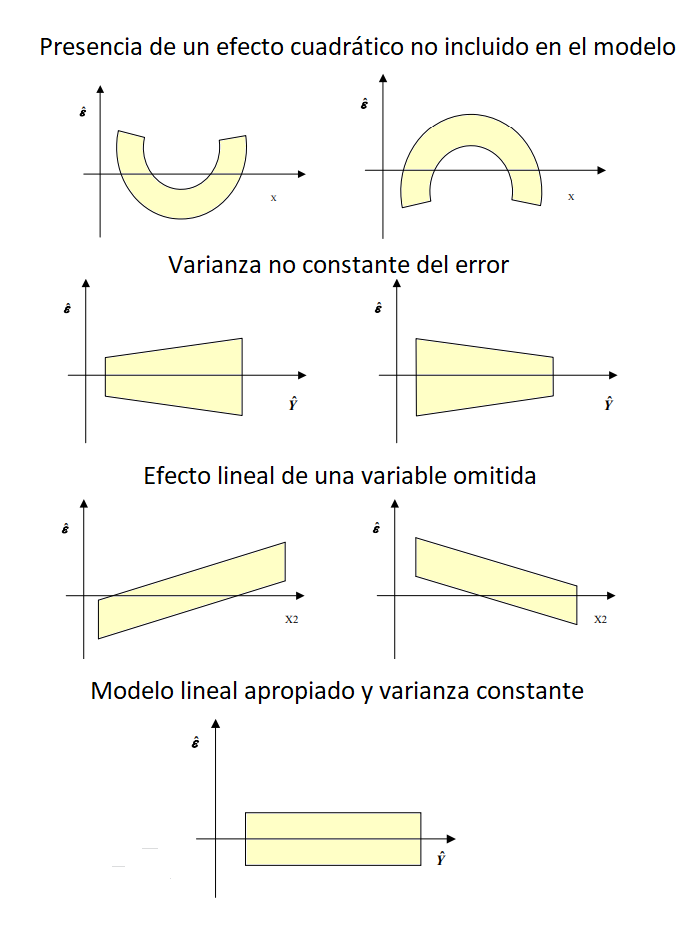 Presencia de un efecto cuadrático no incluido en el modelo
ε̂ ε̂
x x
Varianza no constante del error
ε̂ ε̂
Ŷ Ŷ
Efecto lineal de una variable omitida
ε̂ ε̂
X2 X2
Modelo lineal apropiado y varianza constante
ε̂
Ŷ